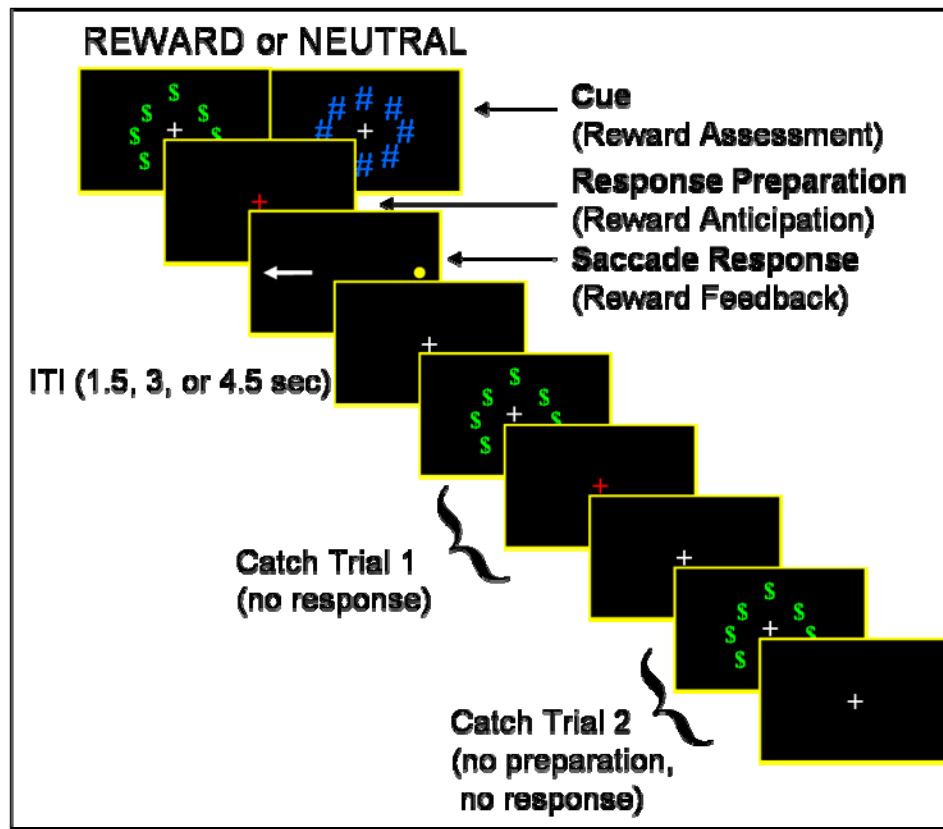 REWARD or NEUTRAL
$ $ $ $ $ $ $
# # # # # # # #
Cue
(Reward Assessment)
Response Preparation
(Reward Anticipation)
Saccade Response
(Reward Feedback)
ITI (1.5, 3, or 4.5 sec)
$ $ $ $ $ $ $
Catch Trial 1
(no response)
$ $ $ $ $ $ $
Catch Trial 2
(no preparation,
no response)